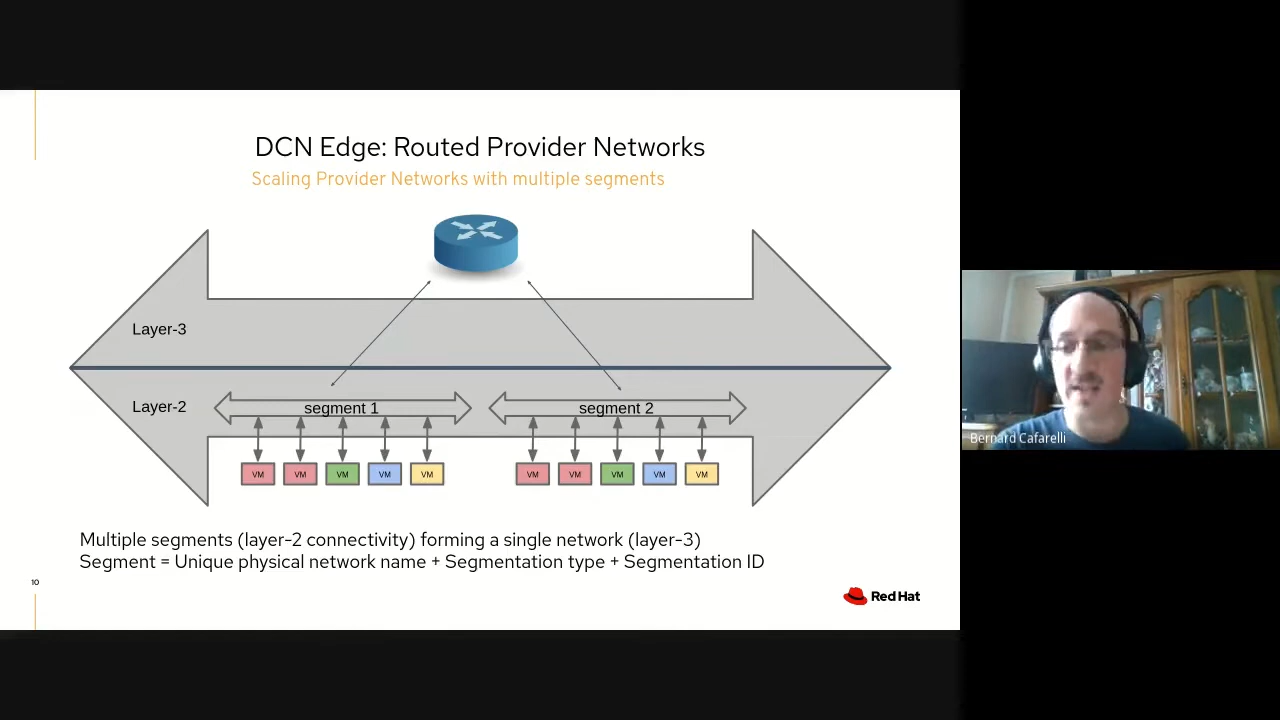 DCN Edge: Routed Provider Networks
Scaling Provider Networks with multiple segments
Layer-3
Layer-2
segment 1
segment 2
VM VM VM VM VM
VM VM VM VM VM
Multiple segments (layer-2 connectivity) forming a single network (layer-3)
Segment = Unique physical network name + Segmentation type + Segmentation ID
10
Red Hat
Bernard Cafarelli